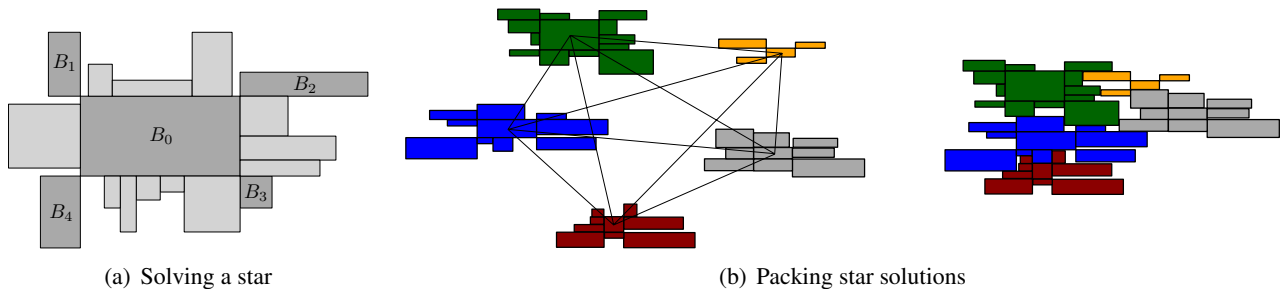 B₁
B₂
B₀
B₃
B₄
(a) Solving a star
(b) Packing star solutions